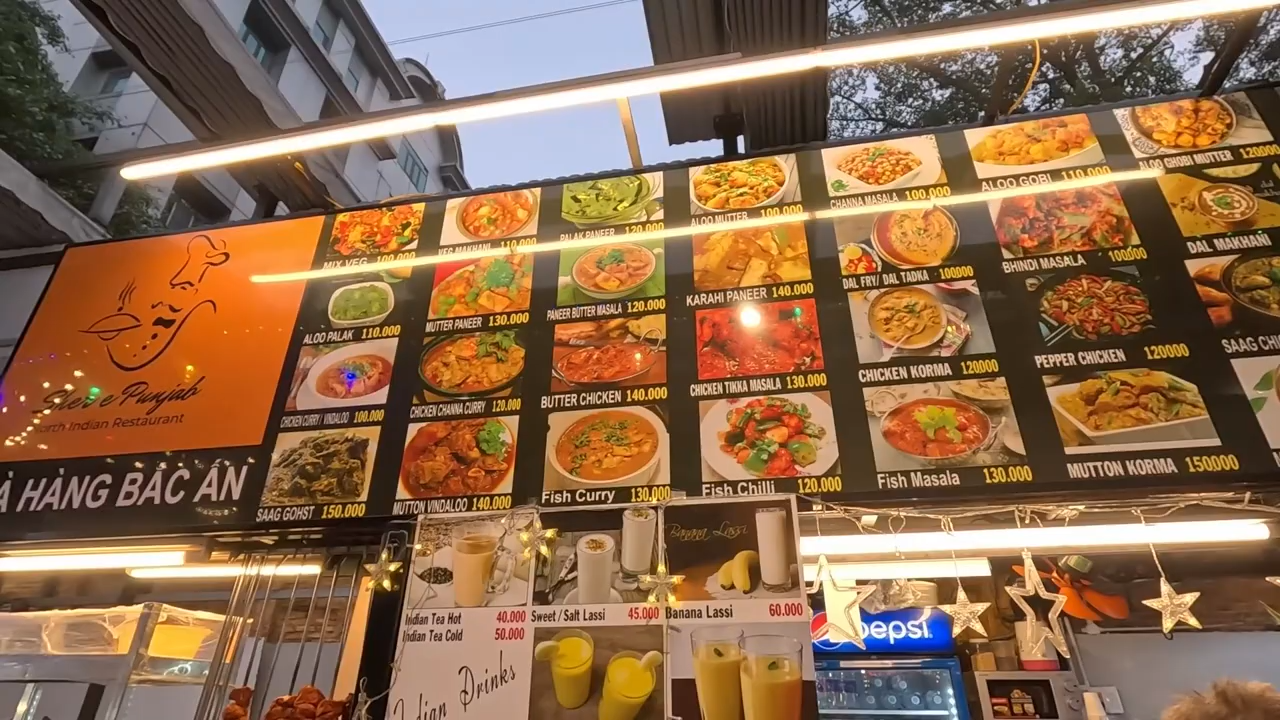 Sher e Punjab
North Indian Restaurant
À HÀNG BẮC ẤN
MIX VEG 100.000
VEG MAKHANI 110.000
PALAK PANEER 120.000
ALOO MUTTER 100.000
CHANNA MASALA 100.000
ALOO GOBI 110.000
ALOO GHOBI MUTTER 120000
ALOO PALAK 110.000
MUTTER PANEER 130.000
PANEER BUTTER MASALA 120.000
KARAHI PANEER 140.000
DAL FRY/ DAL TADKA 100000
BHINDI MASALA 100000
DAL MAKHANI
CHICKEN CURRY / VINDALOO 100.000
CHICKEN CHANNA CURRY 120.000
BUTTER CHICKEN 140.000
CHICKEN TIKKA MASALA 130.000
CHICKEN KORMA 120000
PEPPER CHICKEN 120000
SAAG CHIC
SAAG GOHST 150.000
MUTTON VINDALOO 140.000
Fish Curry 130.000
Fish Chilli 120.000
Fish Masala 130.000
MUTTON KORMA 150000
Indian Tea Hot 40.000
Indian Tea Cold 50.000
Sweet / Salt Lassi 45.000
Banana Lassi
Banana Lassi 60.000
Indian Drinks
pepsi